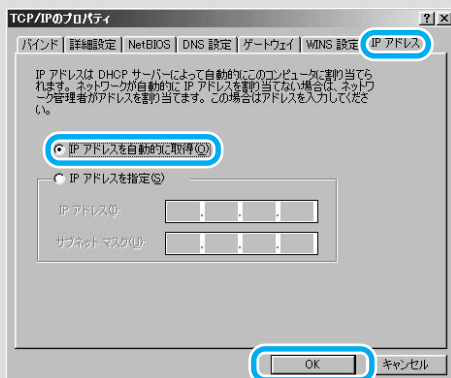 TCP/IPのプロパティ
バインド 詳細設定 NetBIOS DNS 設定 ゲートウェイ WINS 設定 IP アドレス
IP アドレスは DHCP サーバーによって自動的にこのコンピュータに割り当てら
れます。ネットワークが自動的に IP アドレスを割り当てない場合は、ネットワ
ーク管理者がアドレスを割り当てます。この場合はアドレスを入力してくださ
い。
IP アドレスを自動的に取得(O)
IP アドレスを指定(S)
IP アドレス(I):
サブネット マスク(U):
OK キャンセル